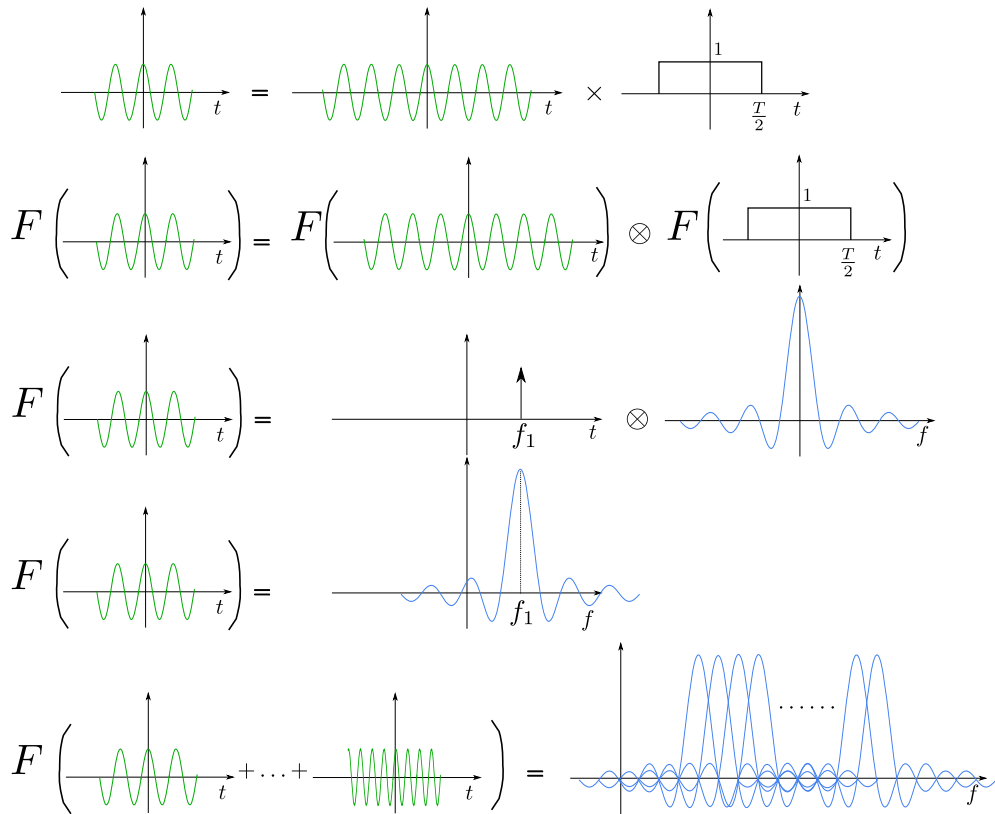 t = t × 1 T/2 t
F ( t ) = F ( t ) ⊗ F ( 1 T/2 t )
F ( t ) = f₁ t ⊗ f
F ( t ) = f₁ f
F ( t + ... + t ) = ...... f